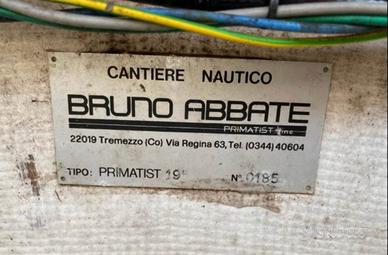 CANTIERE NAUTICO
BRUNO ABBATE
PRIMATIST
22019 Tremezzo (Co) Via Regina 63, Tel. (0344) 40604
TIPO: PRIMATIST 19' N° 0185